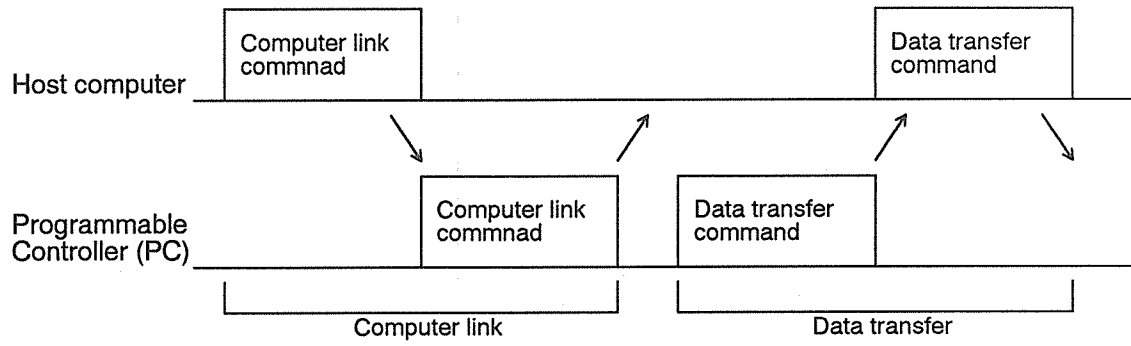 Computer link
commnad
Data transfer
command
Host computer
Computer link
commnad
Data transfer
command
Programmable
Controller (PC)
Computer link
Data transfer